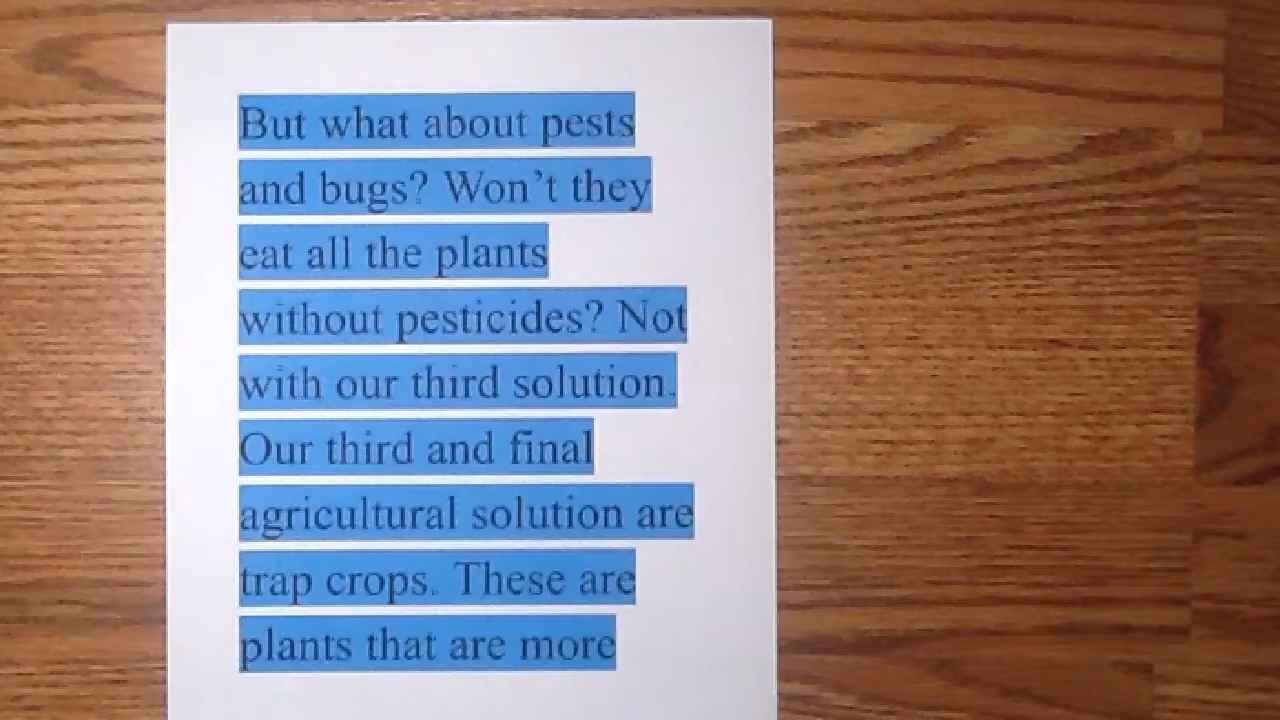 But what about pests
and bugs? Won’t they
eat all the plants
without pesticides? Not
with our third solution.
Our third and final
agricultural solution are
trap crops. These are
plants that are more